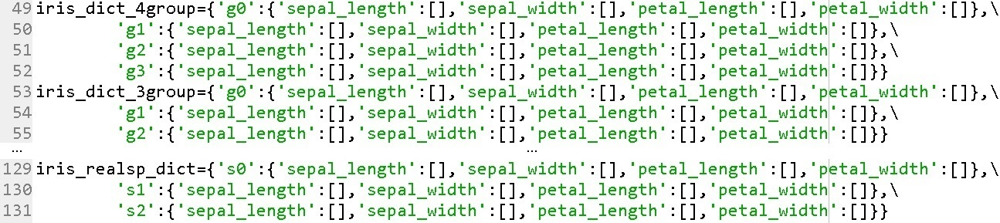 49 iris_dict_4group={'g0':{'sepal_length':[],'sepal_width':[],'petal_length':[],'petal_width':[]},\
50 'g1':{'sepal_length':[],'sepal_width':[],'petal_length':[],'petal_width':[]},\
51 'g2':{'sepal_length':[],'sepal_width':[],'petal_length':[],'petal_width':[]},\
52 'g3':{'sepal_length':[],'sepal_width':[],'petal_length':[],'petal_width':[]}}
53 iris_dict_3group={'g0':{'sepal_length':[],'sepal_width':[],'petal_length':[],'petal_width':[]},\
54 'g1':{'sepal_length':[],'sepal_width':[],'petal_length':[],'petal_width':[]},\
55 'g2':{'sepal_length':[],'sepal_width':[],'petal_length':[],'petal_width':[]}}
... ...
129 iris_realsp_dict={'s0':{'sepal_length':[],'sepal_width':[],'petal_length':[],'petal_width':[]},\
130 's1':{'sepal_length':[],'sepal_width':[],'petal_length':[],'petal_width':[]},\
131 's2':{'sepal_length':[],'sepal_width':[],'petal_length':[],'petal_width':[]}}